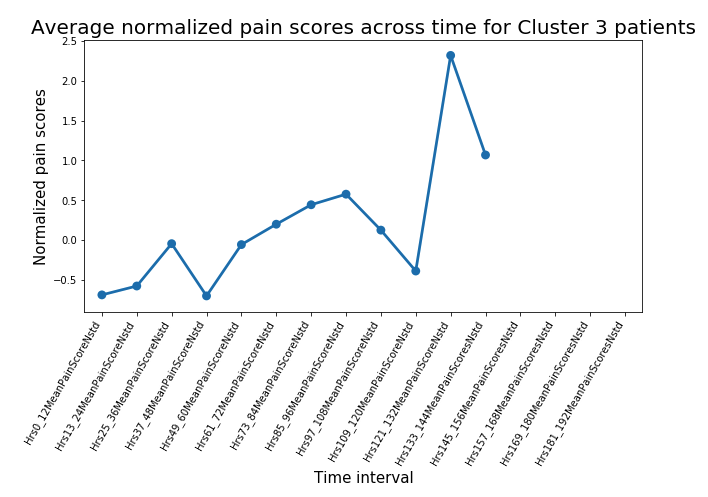 Average normalized pain scores across time for Cluster 3 patients
2.5
2.0
1.5
1.0
0.5
0.0
−0.5
Normalized pain scores
Hrs0_12MeanPainScoreNstd
Hrs13_24MeanPainScoreNstd
Hrs25_36MeanPainScoreNstd
Hrs37_48MeanPainScoreNstd
Hrs49_60MeanPainScoreNstd
Hrs61_72MeanPainScoreNstd
Hrs73_84MeanPainScoreNstd
Hrs85_96MeanPainScoreNstd
Hrs97_108MeanPainScoreNstd
Hrs109_120MeanPainScoreNstd
Hrs121_132MeanPainScoreNstd
Hrs133_144MeanPainScoresNstd
Hrs145_156MeanPainScoresNstd
Hrs157_168MeanPainScoresNstd
Hrs169_180MeanPainScoresNstd
Hrs181_192MeanPainScoresNstd
Time interval